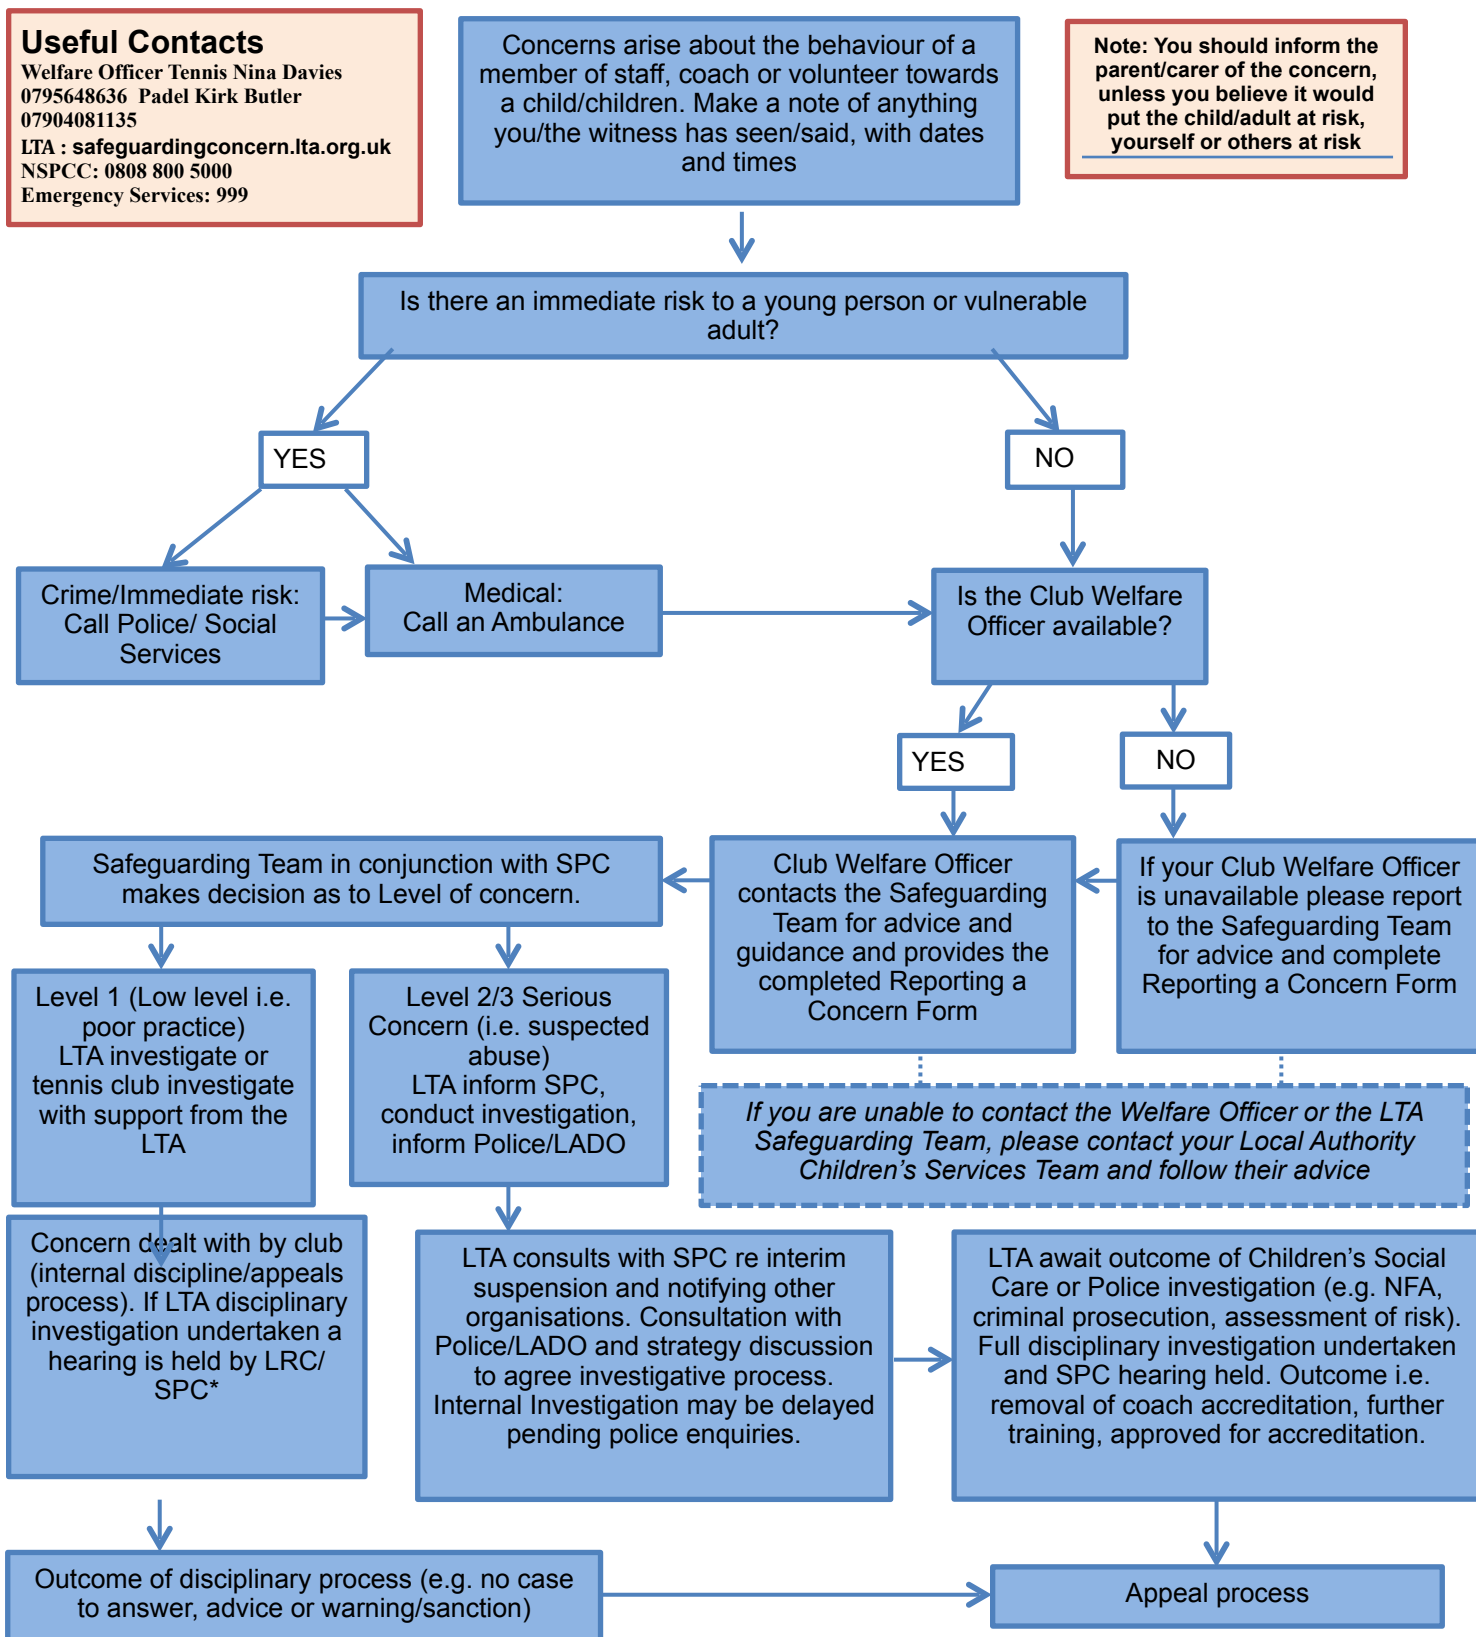 Useful Contacts
Welfare Officer Tennis Nina Davies
0795648636  Padel Kirk Butler
07904081135
LTA : safeguardingconcern.lta.org.uk
NSPCC: 0808 800 5000
Emergency Services: 999
Concerns arise about the behaviour of a
member of staff, coach or volunteer towards
a child/children. Make a note of anything
you/the witness has seen/said, with dates
and times
Note: You should inform the
parent/carer of the concern,
unless you believe it would
put the child/adult at risk,
yourself or others at risk
Is there an immediate risk to a young person or vulnerable
adult?
YES
NO
Crime/Immediate risk:
Call Police/ Social
Services
Medical:
Call an Ambulance
Is the Club Welfare
Officer available?
YES
NO
Safeguarding Team in conjunction with SPC
makes decision as to Level of concern.
Club Welfare Officer
contacts the Safeguarding
Team for advice and
guidance and provides the
completed Reporting a
Concern Form
If your Club Welfare Officer
is unavailable please report
to the Safeguarding Team
for advice and complete
Reporting a Concern Form
Level 1 (Low level i.e.
poor practice)
LTA investigate or
tennis club investigate
with support from the
LTA
Level 2/3 Serious
Concern (i.e. suspected
abuse)
LTA inform SPC,
conduct investigation,
inform Police/LADO
If you are unable to contact the Welfare Officer or the LTA
Safeguarding Team, please contact your Local Authority
Children’s Services Team and follow their advice
Concern dealt with by club
(internal discipline/appeals
process). If LTA disciplinary
investigation undertaken a
hearing is held by LRC/
SPC*
LTA consults with SPC re interim
suspension and notifying other
organisations. Consultation with
Police/LADO and strategy discussion
to agree investigative process.
Internal Investigation may be delayed
pending police enquiries.
LTA await outcome of Children’s Social
Care or Police investigation (e.g. NFA,
criminal prosecution, assessment of risk).
Full disciplinary investigation undertaken
and SPC hearing held. Outcome i.e.
removal of coach accreditation, further
training, approved for accreditation.
Outcome of disciplinary process (e.g. no case
to answer, advice or warning/sanction)
Appeal process